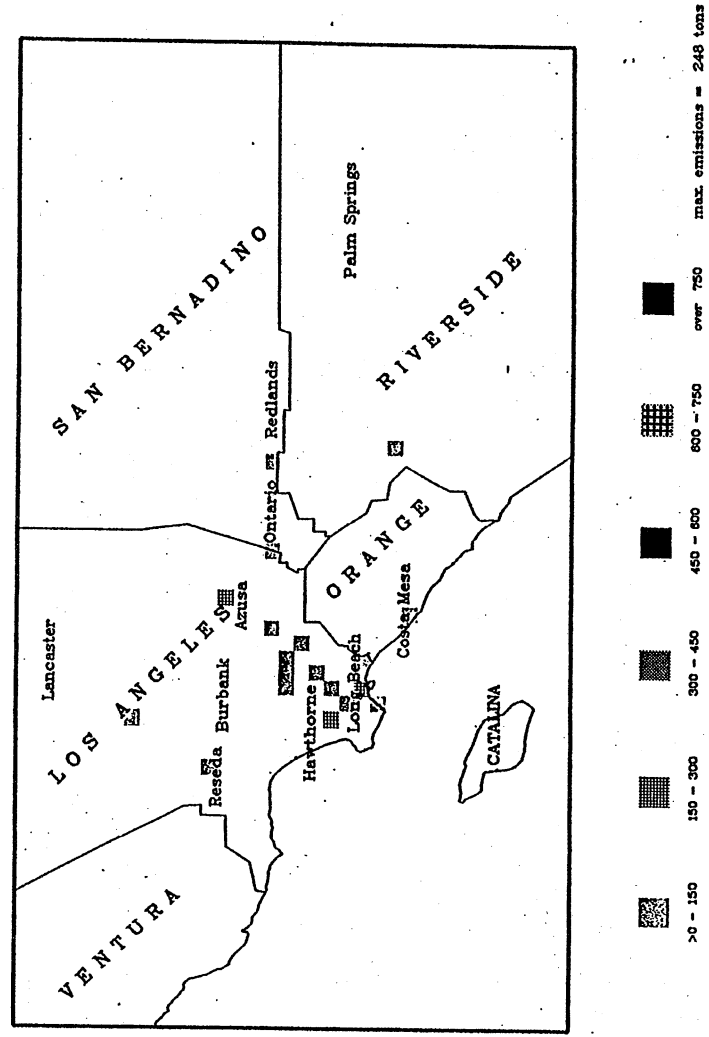 Lancaster
SAN BERNADINO
LOS ANGELES
VENTURA
Reseda
Burbank
Azusa
Ontario
Redlands
Palm Springs
Hawthorne
Long Beach
ORANGE
RIVERSIDE
Costa Mesa
CATALINA
>0 - 150
150 - 300
300 - 450
450 - 600
600 - 750
over 750
max emissions = 248 tons